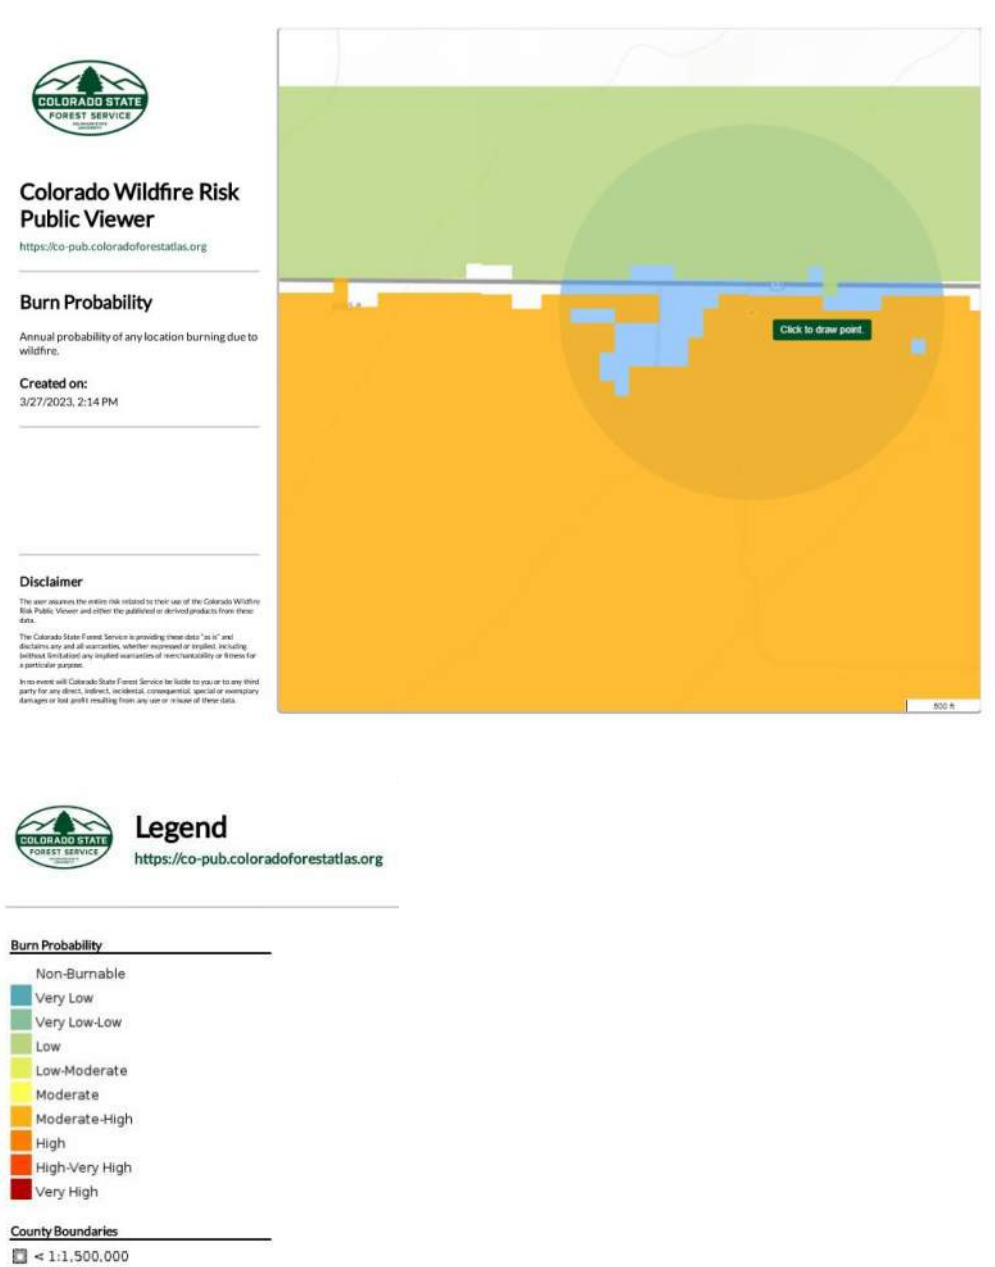 COLORADO STATE
FOREST SERVICE
Colorado Wildfire Risk
Public Viewer
https://co-pub.coloradoforestatlas.org
Burn Probability
Annual probability of any location burning due to
wildfire.
Created on:
3/27/2023, 2:14 PM
Disclaimer
The user assumes the entire risk related to their use of the Colorado Wildfire
Risk Public Viewer and either the published or derived products from these
data.
The Colorado State Forest Service is providing these data "as is" and
disclaims any and all warranties, whether expressed or implied, including
(without limitation) any implied warranties of merchantability or fitness for
a particular purpose.
In no event will Colorado State Forest Service be liable to you or to any third
party for any direct, indirect, incidental, consequential, special or exemplary
damages or lost profit resulting from any use or misuse of these data.
Click to draw point.
500 ft
COLORADO STATE
FOREST SERVICE
Legend
https://co-pub.coloradoforestatlas.org
Burn Probability
Non-Burnable
Very Low
Very Low-Low
Low
Low-Moderate
Moderate
Moderate-High
High
High-Very High
Very High
County Boundaries
< 1:1,500,000